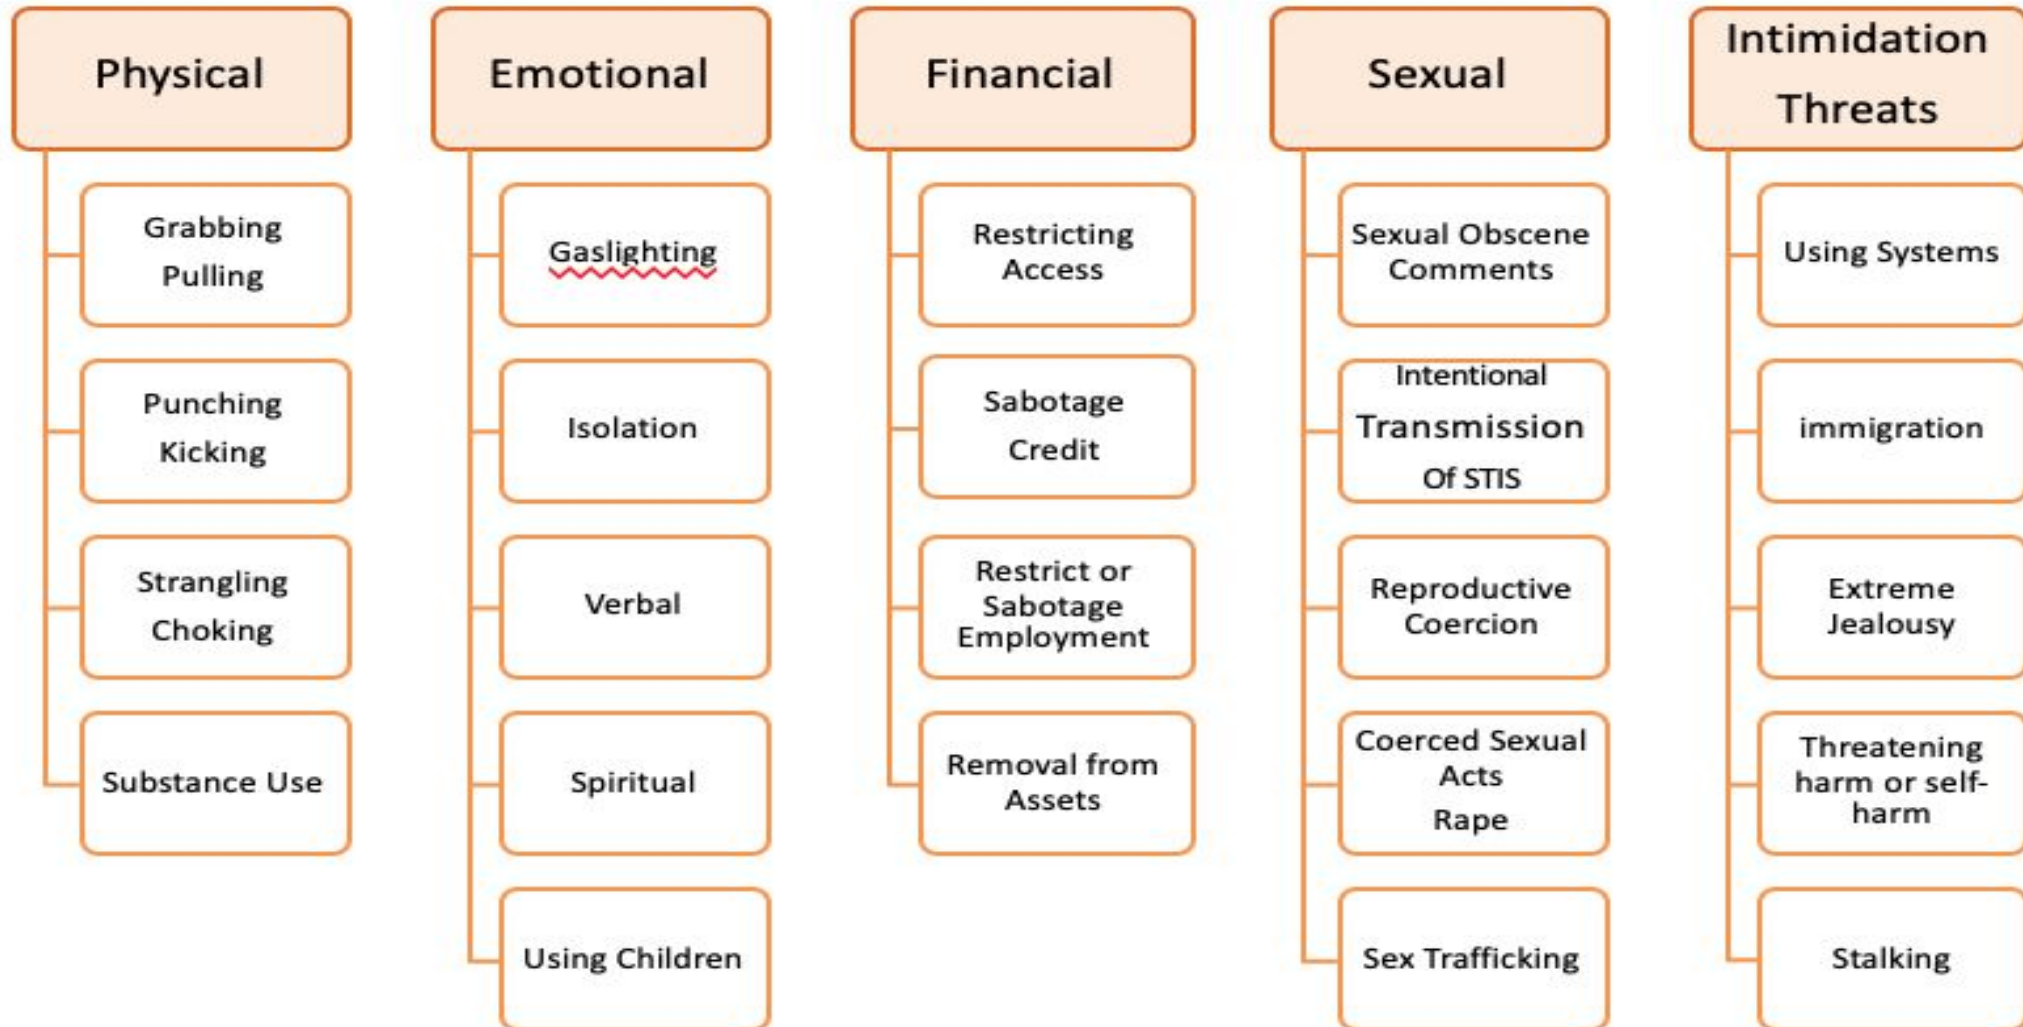 Physical
Grabbing
Pulling
Punching
Kicking
Strangling
Choking
Substance Use
Emotional
Gaslighting
Isolation
Verbal
Spiritual
Using Children
Financial
Restricting
Access
Sabotage
Credit
Restrict or
Sabotage
Employment
Removal from
Assets
Sexual
Sexual Obscene
Comments
Intentional
Transmission
Of STIS
Reproductive
Coercion
Coerced Sexual
Acts
Rape
Sex Trafficking
Intimidation
Threats
Using Systems
immigration
Extreme
Jealousy
Threatening
harm or self-
harm
Stalking